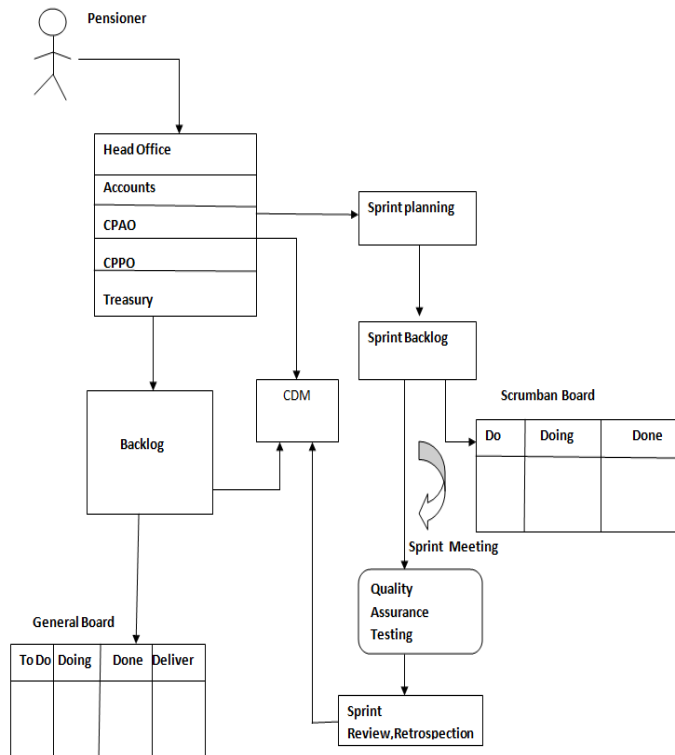 Pensioner
Head Office
Accounts
CPAO
CPPO
Treasury
Sprint planning
Sprint Backlog
CDM
Backlog
Scrumban Board
Do Doing Done
Sprint Meeting
Quality
Assurance
Testing
General Board
To Do Doing Done Deliver
Sprint
Review,Retrospection